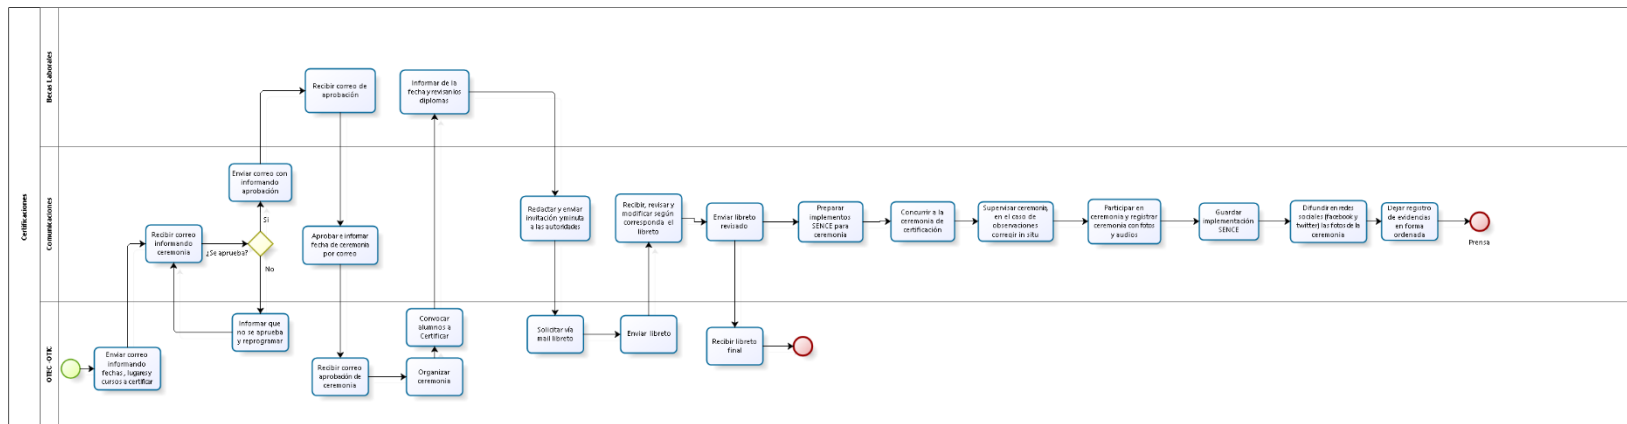 Certificaciones
Becas Laborales
Recibir correo de
aprobación
Informar de la
fecha y revisan los
diplomas
Comunicaciones
Enviar correo con
informando
aprobación
Si
Recibir correo
informando
ceremonia
¿Se aprueba?
No
Aprobar e informar
fecha de ceremonia
por correo
Redactar y enviar
invitación y minuta
a las autoridades
Recibir, revisar y
modificar según
corresponda el
libreto
Enviar libreto
revisado
Preparar
implementos
SENCE para
ceremonia
Concurrir a la
ceremonia de
certificación
Supervisar ceremonia,
en el caso de
observaciones
corregir in situ
Participar en
ceremonia y registrar
ceremonia con fotos
y audios
Guardar
implementación
SENCE
Difundir en redes
sociales (facebook y
twitter) las fotos de la
ceremonia
Dejar registro
de evidencias
en forma
ordenada
Prensa
OTEC -OTIC
Enviar correo
informando
fechas, lugares y
cursos a certificar
Informar que
no se aprueba
y reprogramar
Recibir correo
aprobación de
ceremonia
Convocar
alumnos a
Certificar
Organizar
ceremonia
Solicitar vía
mail libreto
Enviar libreto
Recibir libreto
final